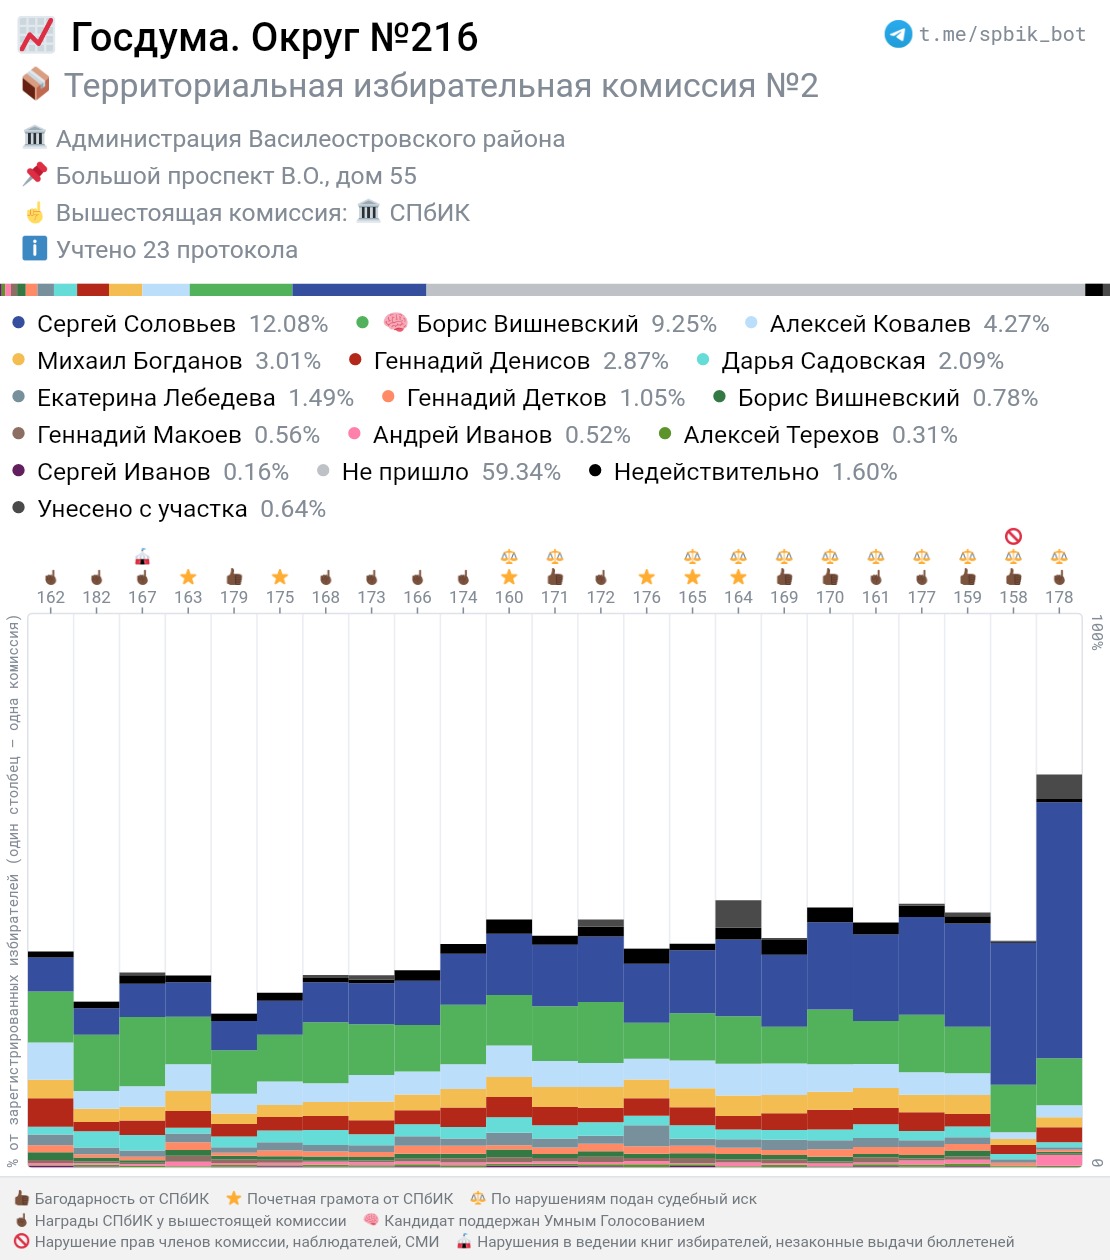 Госдума. Округ №216
t.me/spbik_bot
Территориальная избирательная комиссия №2
Администрация Василеостровского района
Большой проспект В.О., дом 55
Вышестоящая комиссия: СПбИК
Учтено 23 протокола
Сергей Соловьев 12.08% Борис Вишневский 9.25% Алексей Ковалев 4.27%
Михаил Богданов 3.01% Геннадий Денисов 2.87% Дарья Садовская 2.09%
Екатерина Лебедева 1.49% Геннадий Детков 1.05% Борис Вишневский 0.78%
Геннадий Макоев 0.56% Андрей Иванов 0.52% Алексей Терехов 0.31%
Сергей Иванов 0.16% Не пришло 59.34% Недействительно 1.60%
Унесено с участка 0.64%
162 182 167 163 179 175 168 173 166 174 160 171 172 176 165 164 169 170 161 177 159 158 178
% от зарегистрированных избирателей (один столбец – одна комиссия)
100%
0
Багодарность от СПбИК Почетная грамота от СПбИК По нарушениям подан судебный иск
Награды СПбИК у вышестоящей комиссии Кандидат поддержан Умным Голосованием
Нарушение прав членов комиссии, наблюдателей, СМИ Нарушения в ведении книг избирателей, незаконные выдачи бюллетеней